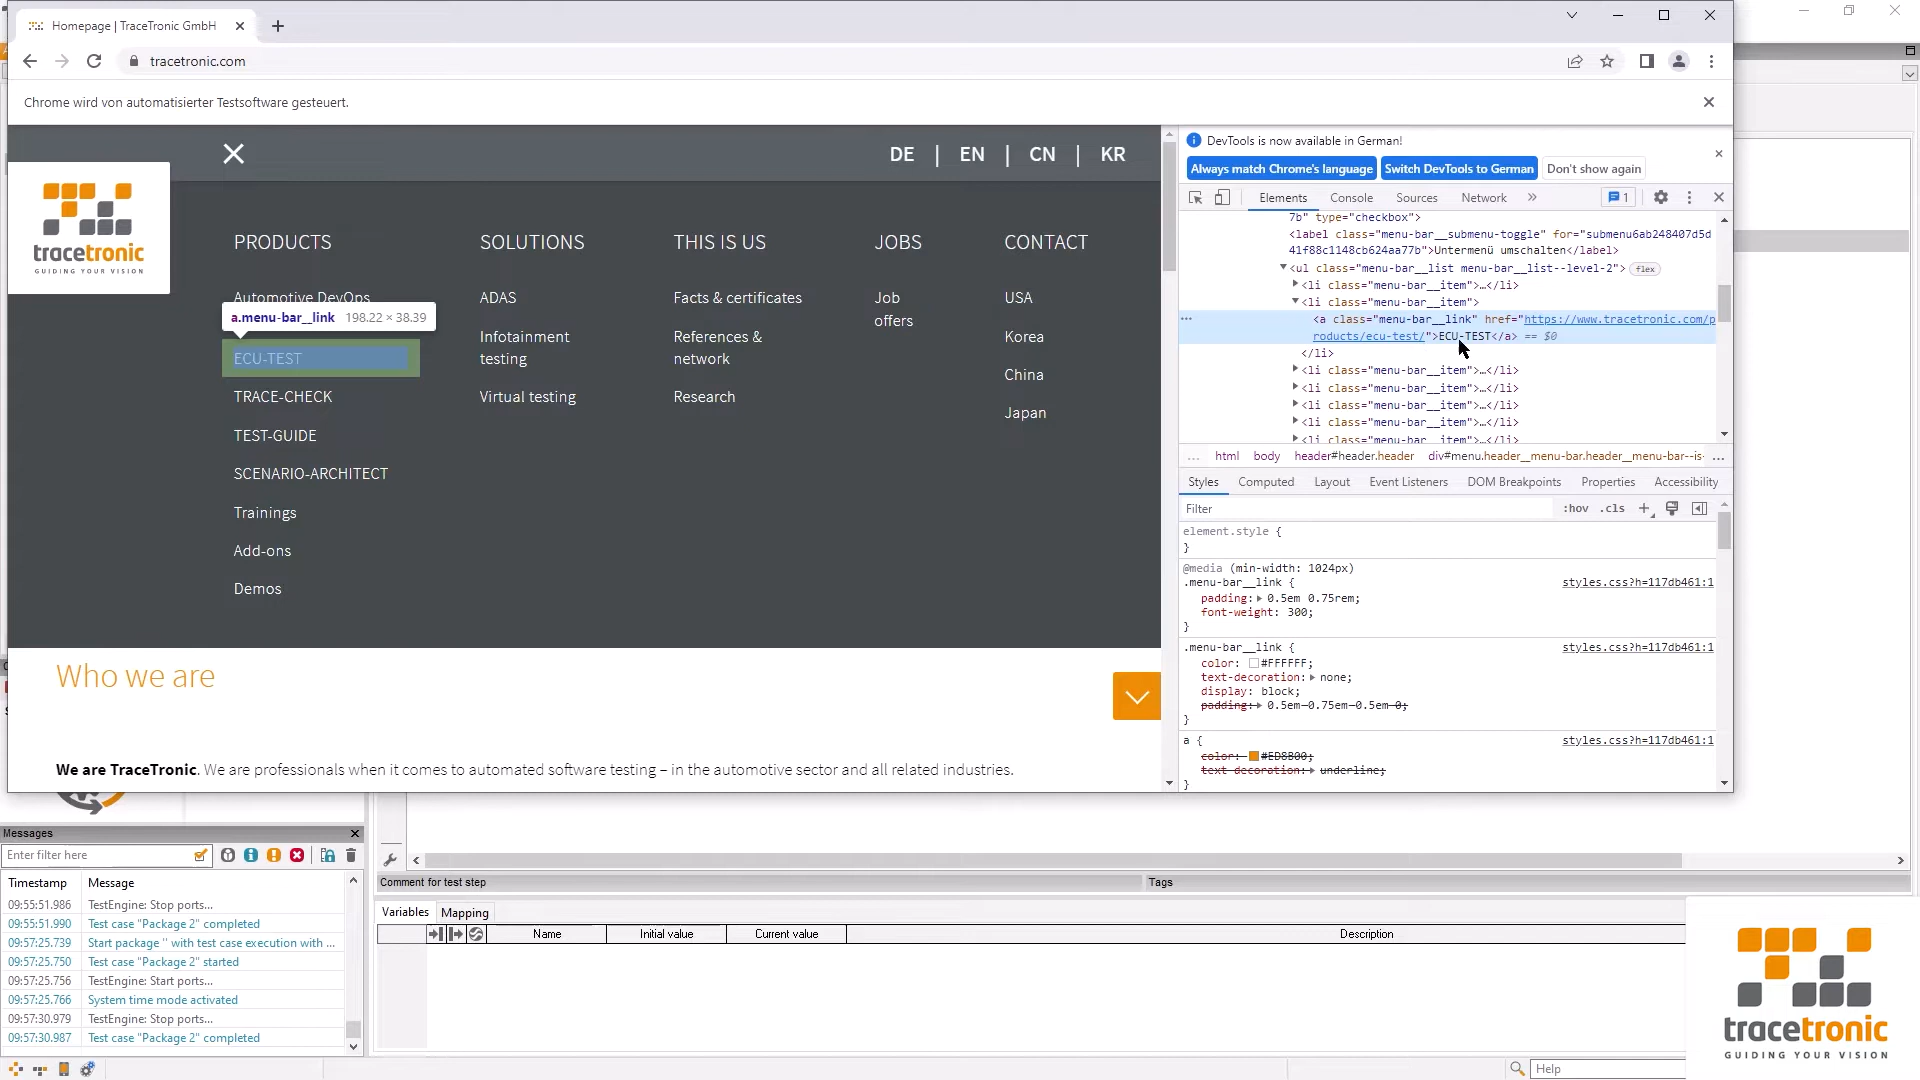 Homepage | TraceTronic GmbH
tracetronic.com
Chrome wird von automatisierter Testsoftware gesteuert.
DE | EN | CN | KR
tracetronic
GUIDING YOUR VISION
PRODUCTS
SOLUTIONS
THIS IS US
JOBS
CONTACT
Automotive DevOps
a.menu-bar__link 198.22 × 38.39
ECU-TEST
TRACE-CHECK
TEST-GUIDE
SCENARIO-ARCHITECT
Trainings
Add-ons
Demos
ADAS
Infotainment
testing
Virtual testing
Facts & certificates
References &
network
Research
Job
offers
USA
Korea
China
Japan
Who we are
We are TraceTronic. We are professionals when it comes to automated software testing – in the automotive sector and all related industries.
DevTools is now available in German!
Always match Chrome's language
Switch DevTools to German
Don't show again
Elements Console Sources Network » 1
7b" type="checkbox">
<label class="menu-bar__submenu-toggle" for="submenu6ab248407d5d
41f88c1148cb624aa77b">Untermenü umschalten</label>
<ul class="menu-bar__list menu-bar__list--level-2"> flex
<li class="menu-bar__item">…</li>
<li class="menu-bar__item">
<a class="menu-bar__link" href="https://www.tracetronic.com/p
roducts/ecu-test/">ECU-TEST</a> == $0
</li>
<li class="menu-bar__item">…</li>
<li class="menu-bar__item">…</li>
<li class="menu-bar__item">…</li>
<li class="menu-bar__item">…</li>
<li class="menu-bar__item">…</li>
... html body header#header.header div#menu.header__menu-bar.header__menu-bar--is- ...
Styles Computed Layout Event Listeners DOM Breakpoints Properties Accessibility
Filter :hov .cls +
element.style {
}
@media (min-width: 1024px)
.menu-bar__link { styles.css?h=117db461:1
padding: 0.5em 0.75rem;
font-weight: 300;
}
.menu-bar__link { styles.css?h=117db461:1
color: #FFFFFF;
text-decoration: none;
display: block;
padding: 0.5em 0.75em 0.5em 0;
}
a { styles.css?h=117db461:1
color: #ED8B00;
text-decoration: underline;
}
Messages
Enter filter here
Timestamp Message
09:55:51.986 TestEngine: Stop ports...
09:55:51.990 Test case "Package 2" completed
09:57:25.739 Start package '' with test case execution with ...
09:57:25.750 Test case "Package 2" started
09:57:25.756 TestEngine: Start ports...
09:57:25.766 System time mode activated
09:57:30.979 TestEngine: Stop ports...
09:57:30.987 Test case "Package 2" completed
Comment for test step
Tags
Variables Mapping
Name Initial value Current value Description
tracetronic
GUIDING YOUR VISION
Help